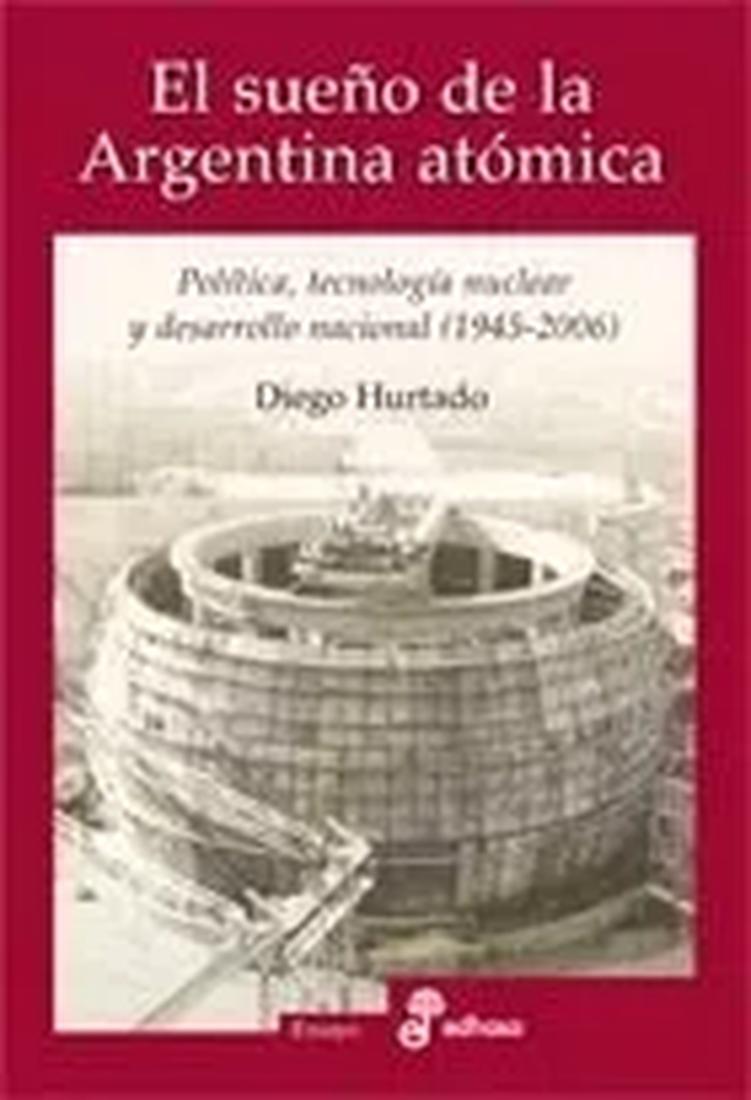 El sueño de la
Argentina atómica
Política, tecnología nuclear
y desarrollo nacional (1945-2006)
Diego Hurtado
Ensayo
edhasa